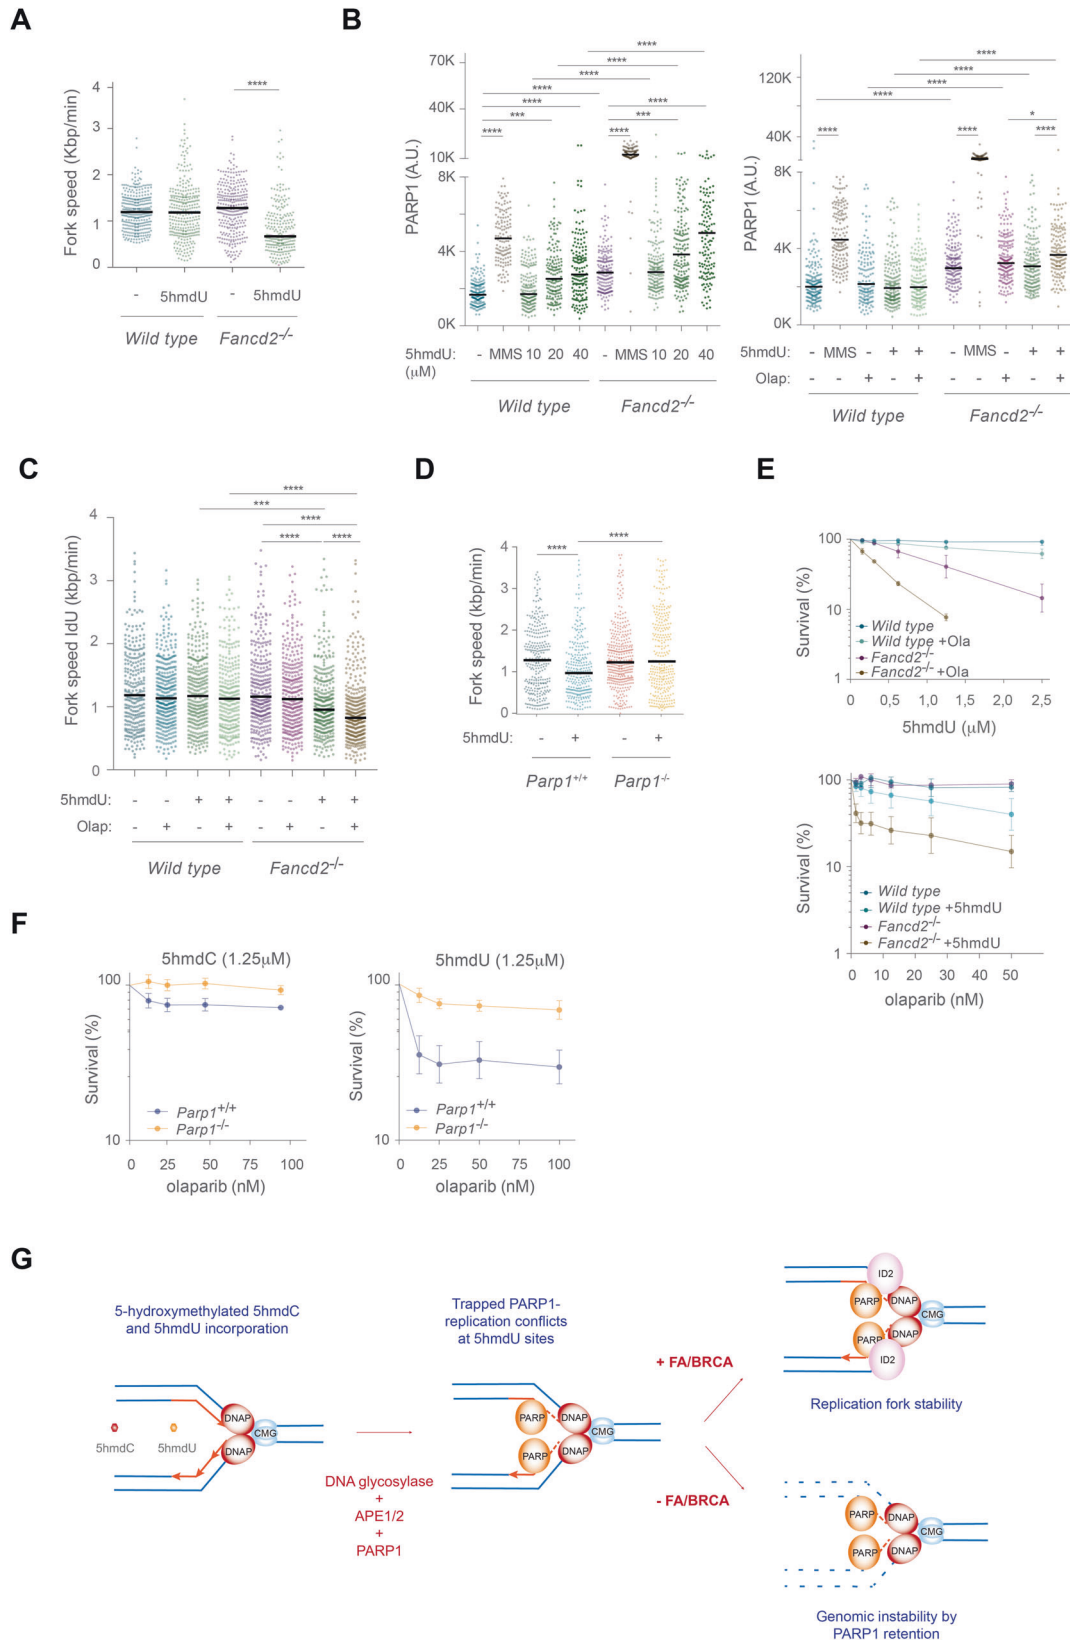 A
Fork speed (Kbp/min)
4
3
2
1
0
-
5hmdU
-
5hmdU
****
Wild type
Fancd2-/-
B
PARP1 (A.U.)
70K
40K
10K
8K
4K
0K
****
****
****
****
****
****
***
****
****
****
***
5hmdU:
(μM)
- MMS 10 20 40 - MMS 10 20 40
Wild type
Fancd2-/-
PARP1 (A.U.)
120K
40K
8K
4K
0K
****
****
****
****
*
****
****
****
5hmdU: - MMS - + + - MMS - + +
Olap: - - + - + - - + - +
Wild type
Fancd2-/-
C
Fork speed IdU (kbp/min)
4
3
2
1
0
****
***
****
****
****
5hmdU: - - + + - - + +
Olap: - + - + - + - +
Wild type
Fancd2-/-
D
Fork speed (kbp/min)
4
3
2
1
0
****
****
5hmdU: - + - +
Parp1+/+
Parp1-/-
E
Survival (%)
100
10
1
Wild type
Wild type +Ola
Fancd2-/-
Fancd2-/- +Ola
0 0,6 1,2 1,9 2,5
5hmdU (μM)
Survival (%)
100
10
1
Wild type
Wild type +5hmdU
Fancd2-/-
Fancd2-/- +5hmdU
0 10 20 30 40 50
olaparib (nM)
F
5hmdC (1.25μM)
Survival (%)
100
10
Parp1+/+
Parp1-/-
0 25 50 75 100
olaparib (nM)
5hmdU (1.25μM)
Survival (%)
100
10
Parp1+/+
Parp1-/-
0 25 50 75 100
olaparib (nM)
G
5-hydroxymethylated 5hmdC
and 5hmdU incorporation
5hmdC
5hmdU
DNAP
DNAP
CMG
DNA glycosylase
+
APE1/2
+
PARP1
Trapped PARP1-
replication conflicts
at 5hmdU sites
PARP
PARP
DNAP
DNAP
CMG
+ FA/BRCA
- FA/BRCA
ID2
PARP
DNAP
CMG
PARP
DNAP
ID2
Replication fork stability
PARP
DNAP
CMG
PARP
DNAP
Genomic instability by
PARP1 retention